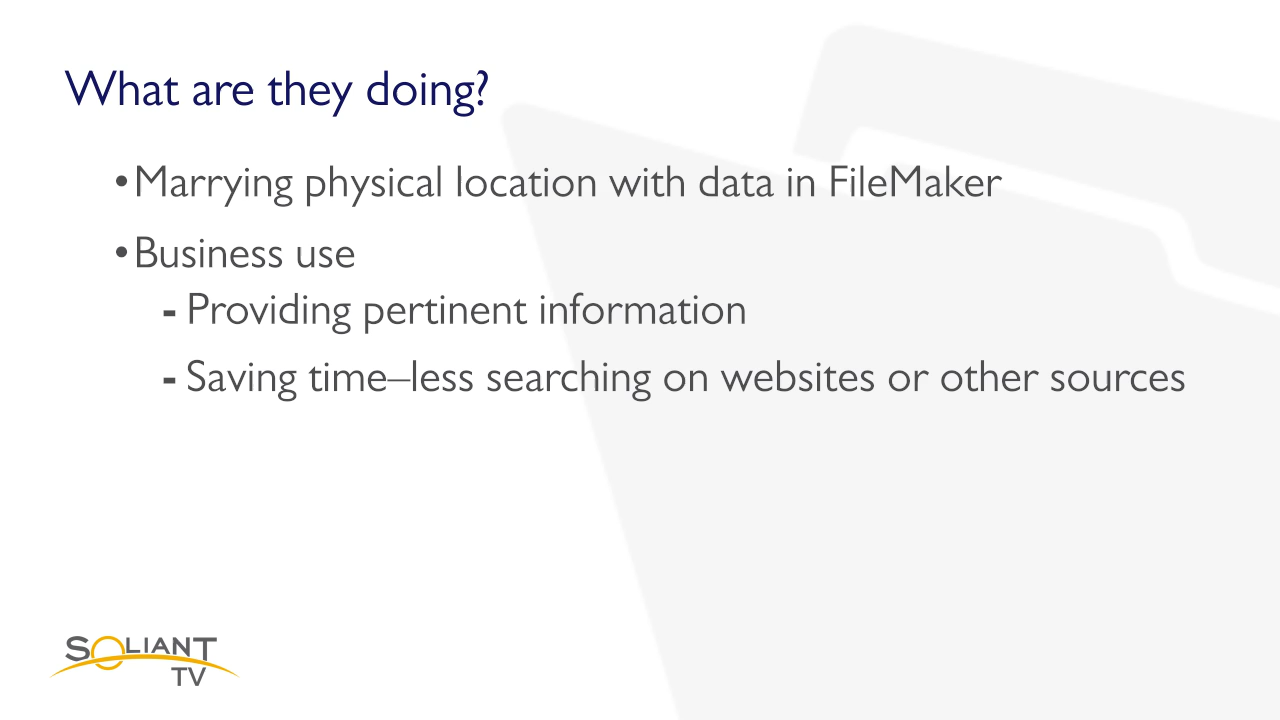 What are they doing?
•Marrying physical location with data in FileMaker
•Business use
- Providing pertinent information
- Saving time–less searching on websites or other sources
SOLIANT
TV